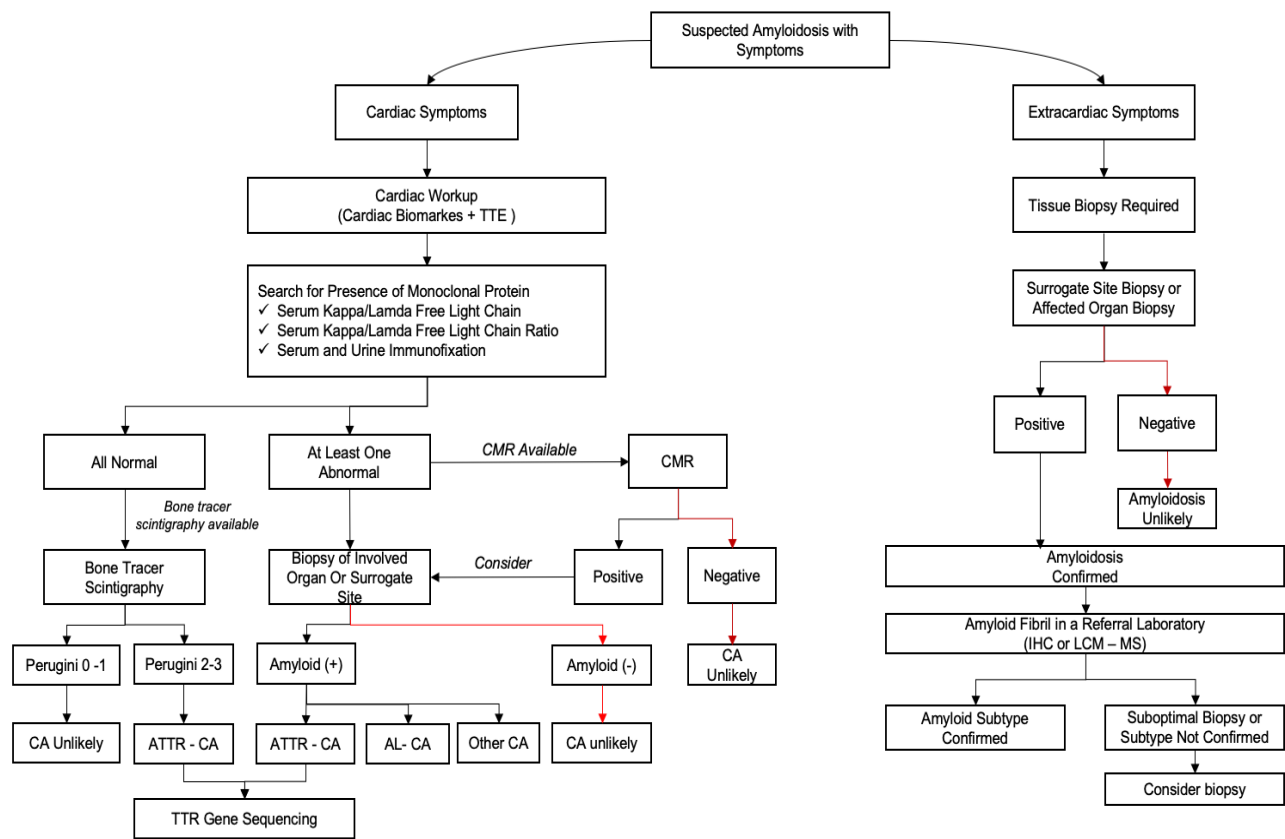 Suspected Amyloidosis with
Symptoms
Cardiac Symptoms
Extracardiac Symptoms
Cardiac Workup
(Cardiac Biomarkes + TTE )
Tissue Biopsy Required
Search for Presence of Monoclonal Protein
✓ Serum Kappa/Lamda Free Light Chain
✓ Serum Kappa/Lamda Free Light Chain Ratio
✓ Serum and Urine Immunofixation
Surrogate Site Biopsy or
Affected Organ Biopsy
Positive
Negative
All Normal
At Least One
Abnormal
CMR Available
CMR
Amyloidosis
Unlikely
Bone tracer
scintigraphy available
Bone Tracer
Scintigraphy
Biopsy of Involved
Organ Or Surrogate
Site
Consider
Positive
Negative
Amyloidosis
Confirmed
Amyloid Fibril in a Referral Laboratory
(IHC or LCM – MS)
Perugini 0 -1
Perugini 2-3
Amyloid (+)
Amyloid (-)
CA
Unlikely
CA Unlikely
ATTR - CA
ATTR - CA
AL- CA
Other CA
CA unlikely
Amyloid Subtype
Confirmed
Suboptimal Biopsy or
Subtype Not Confirmed
Consider biopsy
TTR Gene Sequencing